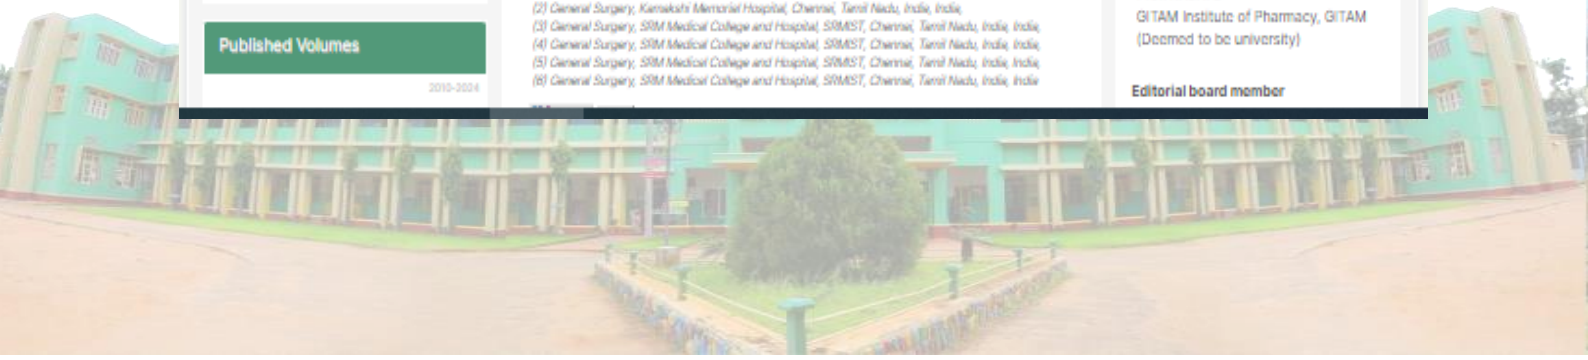 Published Volumes
2010-2024
(2) General Surgery, Kamakshi Memorial Hospital, Chennai, Tamil Nadu, India, India,
(3) General Surgery, SRM Medical College and Hospital, SRMIST, Chennai, Tamil Nadu, India, India,
(4) General Surgery, SRM Medical College and Hospital, SRMIST, Chennai, Tamil Nadu, India, India,
(5) General Surgery, SRM Medical College and Hospital, SRMIST, Chennai, Tamil Nadu, India, India,
(6) General Surgery, SRM Medical College and Hospital, SRMIST, Chennai, Tamil Nadu, India, India
GITAM Institute of Pharmacy, GITAM
(Deemed to be university)
Editorial board member